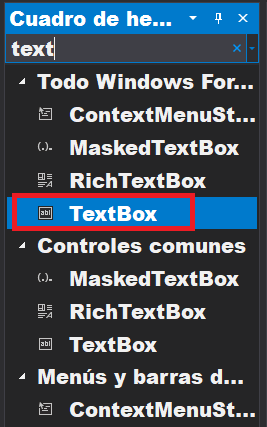 Cuadro de he...
text
Todo Windows For...
ContextMenuSt...
MaskedTextBox
RichTextBox
TextBox
Controles comunes
MaskedTextBox
RichTextBox
TextBox
Menús y barras d...
ContextMenuSt...